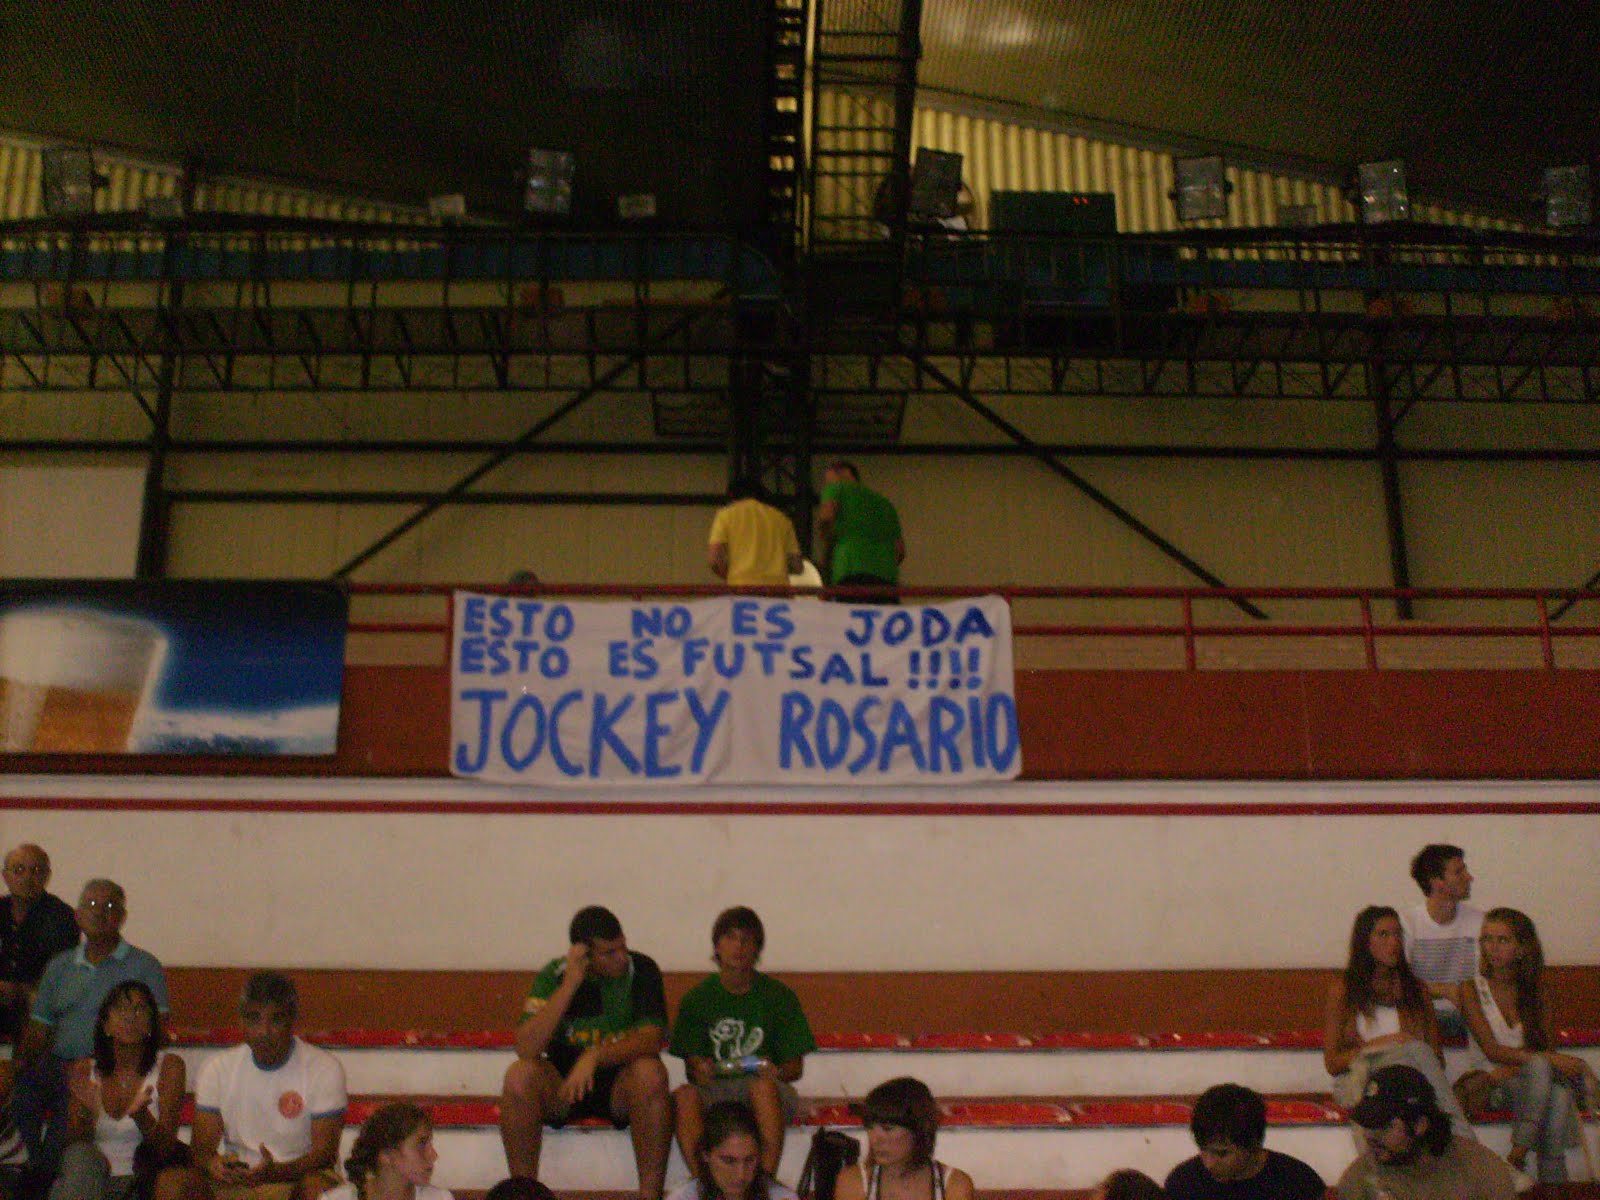 ESTO NO ES JODA
ESTO ES FUTSAL !!!!
JOCKEY ROSARIO